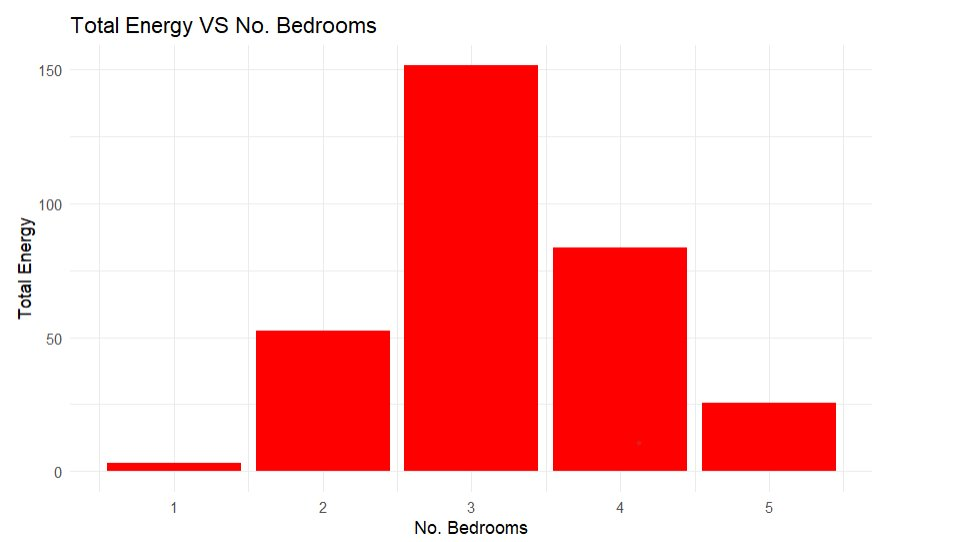 Total Energy VS No. Bedrooms
150
100
50
0
Total Energy
1 2 3 4 5
No. Bedrooms